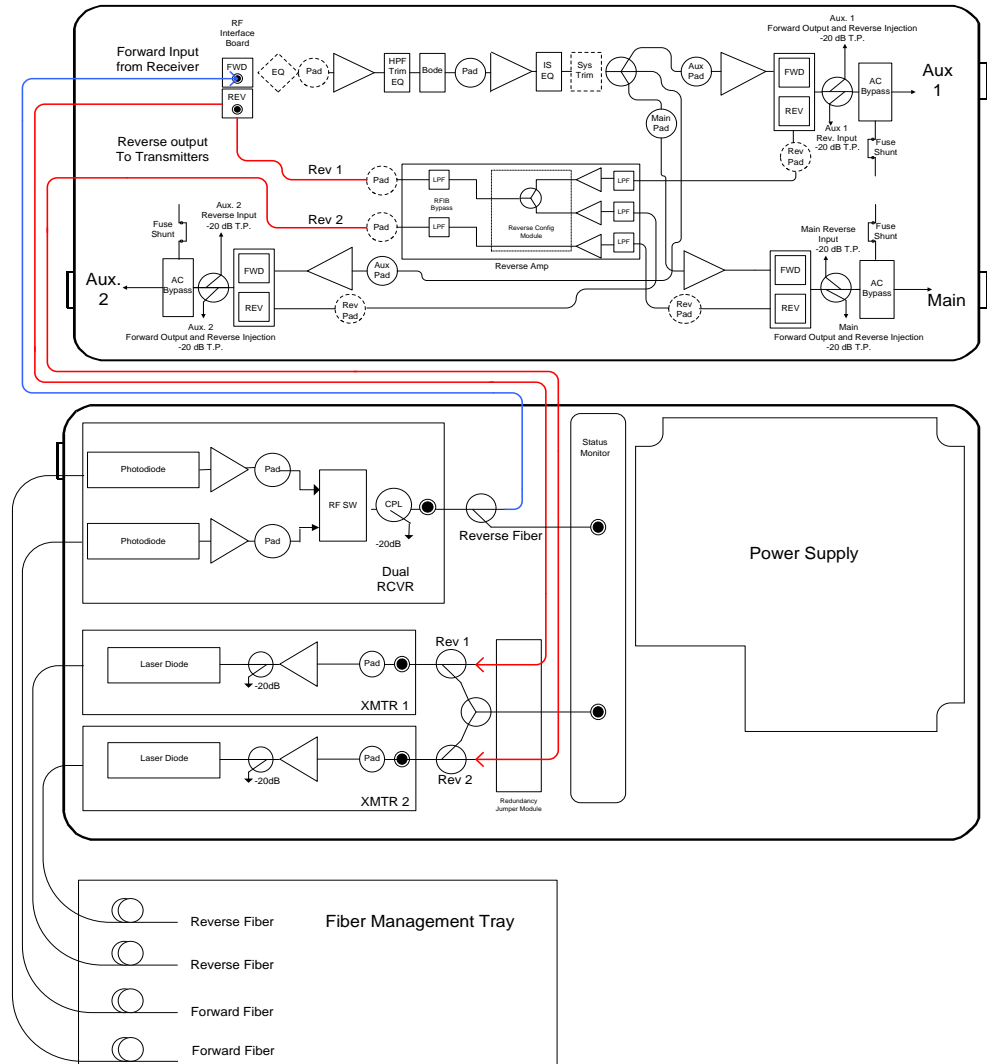 RF
Interface
Board
Forward Input
from Receiver
FWD
REV
EQ
Pad
HPF
Trim
EQ
Bode
Pad
IS
EQ
Sys
Trim
Aux
Pad
Main
Pad
FWD
REV
Aux. 1
Forward Output and Reverse Injection
-20 dB T.P.
AC
Bypass
Aux
1
Aux 1
Rev. Input
-20 dB T.P.
Fuse
Shunt
Rev
Pad
Reverse output
To Transmitters
Rev 1
Pad
LPF
RFIB
Bypass
Reverse Config
Module
LPF
Rev 2
Pad
LPF
LPF
LPF
Reverse Amp
Fuse
Shunt
Aux. 2
Reverse Input
-20 dB T.P.
Aux.
2
AC
Bypass
FWD
REV
Aux
Pad
Rev
Pad
Aux. 2
Forward Output and Reverse Injection
-20 dB T.P.
Rev
Pad
FWD
REV
Main Reverse
Input
-20 dB T.P.
Fuse
Shunt
AC
Bypass
Main
Main
Forward Output and Reverse Injection
-20 dB T.P.
Photodiode
Pad
RF SW
CPL
-20dB
Photodiode
Pad
Dual
RCVR
Reverse Fiber
Status
Monitor
Power Supply
Laser Diode
-20dB
Pad
XMTR 1
Rev 1
Laser Diode
-20dB
Pad
XMTR 2
Rev 2
Redundancy
Jumper Module
Fiber Management Tray
Reverse Fiber
Reverse Fiber
Forward Fiber
Forward Fiber